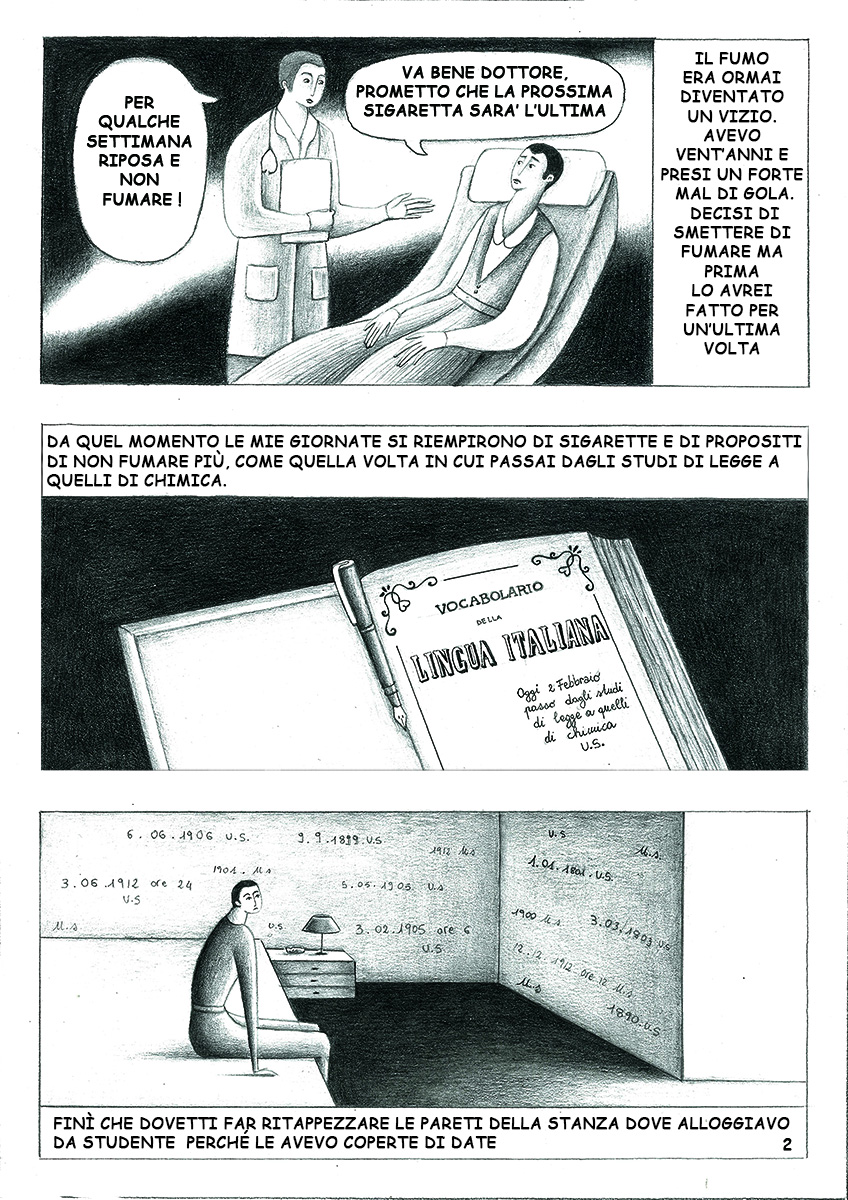 PER
QUALCHE
SETTIMANA
RIPOSA E
NON
FUMARE !
VA BENE DOTTORE,
PROMETTO CHE LA PROSSIMA
SIGARETTA SARA' L'ULTIMA
IL FUMO
ERA ORMAI
DIVENTATO
UN VIZIO.
AVEVO
VENT'ANNI E
PRESI UN FORTE
MAL DI GOLA.
DECISI DI
SMETTERE DI
FUMARE MA
PRIMA
LO AVREI
FATTO PER
UN'ULTIMA
VOLTA
DA QUEL MOMENTO LE MIE GIORNATE SI RIEMPIRONO DI SIGARETTE E DI PROPOSITI
DI NON FUMARE PIÙ, COME QUELLA VOLTA IN CUI PASSAI DAGLI STUDI DI LEGGE A
QUELLI DI CHIMICA.
VOCABOLARIO
DELLA
LINGUA ITALIANA
Oggi 2 Febbraio
passo dagli studi
di legge a quelli
di chimica
U.S.
6.06.1906 U.S.
9.9.1899.U.S
1912 U.s
1901. U.s
3.06.1912 ore 24
U.S
5.05.1905 U.s
U.s
U.S
3.02.1905 ore 6
U.S
U.S
U.s.
1.01.1801.U.S.
1900 U.s
3.03.1903 U.S
12.12.1912 ore 12 U.s
U.s
1890.U.S
FINÌ CHE DOVETTI FAR RITAPPEZZARE LE PARETI DELLA STANZA DOVE ALLOGGIAVO
DA STUDENTE PERCHÉ LE AVEVO COPERTE DI DATE
2